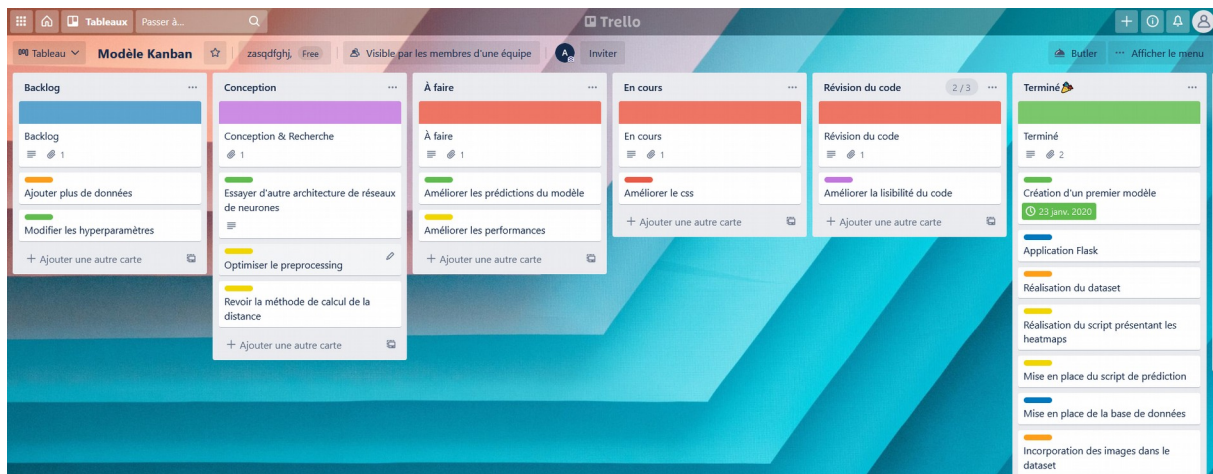 Tableaux
Passer à...
Trello
Tableau
Modèle Kanban
zasqdfghj,
Free
Visible par les membres d'une équipe
A
Inviter
Butler
Afficher le menu
Backlog
Backlog
1
Ajouter plus de données
Modifier les hyperparamètres
+ Ajouter une autre carte
Conception
Conception & Recherche
1
Essayer d'autre architecture de réseaux
de neurones
Optimiser le preprocessing
Revoir la méthode de calcul de la
distance
+ Ajouter une autre carte
À faire
À faire
1
Améliorer les prédictions du modèle
Améliorer les performances
+ Ajouter une autre carte
En cours
En cours
1
Améliorer le css
+ Ajouter une autre carte
Révision du code
2 / 3
Révision du code
1
Améliorer la lisibilité du code
+ Ajouter une autre carte
Terminé
Terminé
2
Création d'un premier modèle
23 janv. 2020
Application Flask
Réalisation du dataset
Réalisation du script présentant les
heatmaps
Mise en place du script de prédiction
Mise en place de la base de données
Incorporation des images dans le
dataset